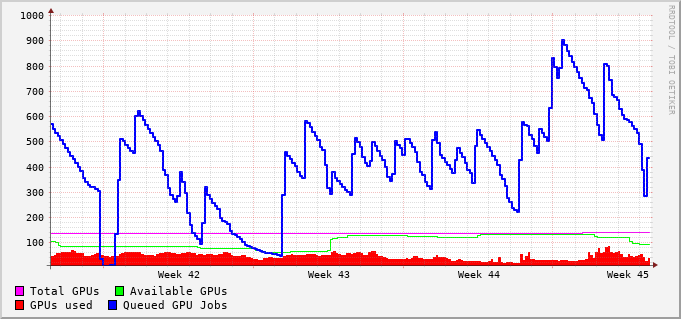 1000
900
800
700
600
500
400
300
200
100
Week 42 Week 43 Week 44 Week 45
Total GPUs Available GPUs
GPUs used Queued GPU Jobs
RRDTOOL / TOBI OETIKER